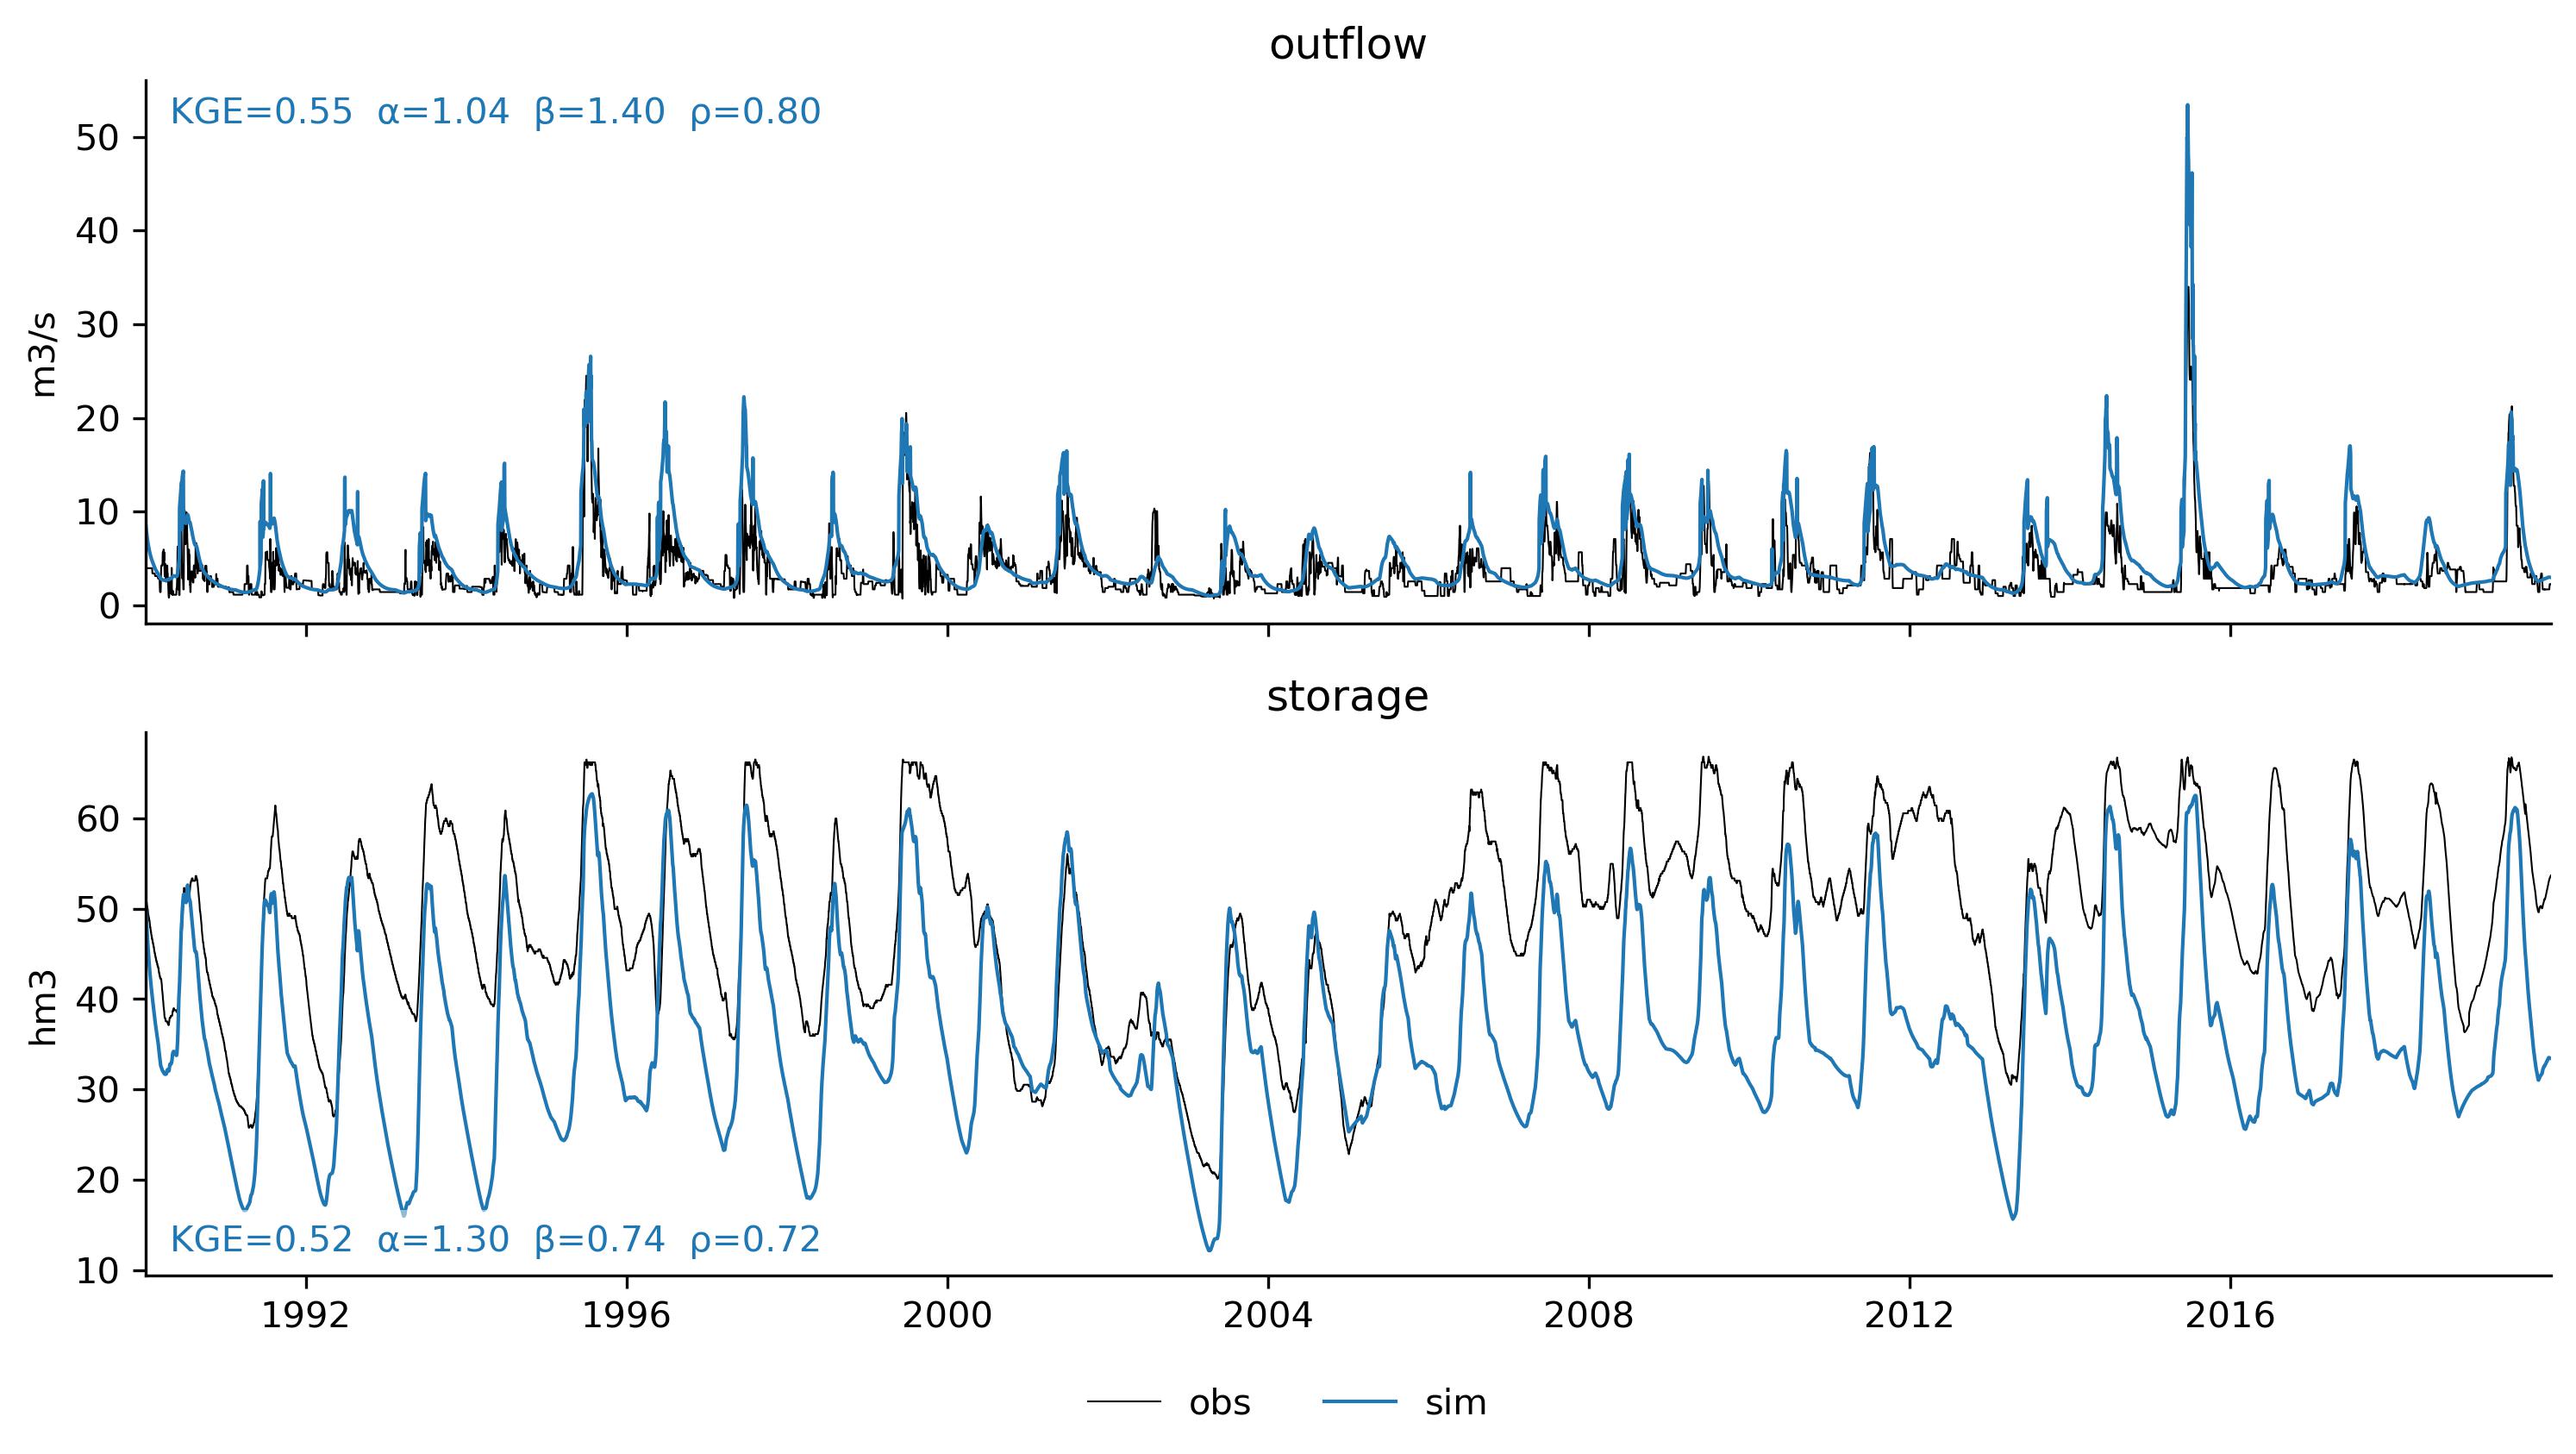 outflow
KGE=0.55 α=1.04 β=1.40 ρ=0.80
50
40
30
20
10
0
m3/s
storage
60
50
40
30
20
10
hm3
KGE=0.52 α=1.30 β=0.74 ρ=0.72
1992 1996 2000 2004 2008 2012 2016
obs sim